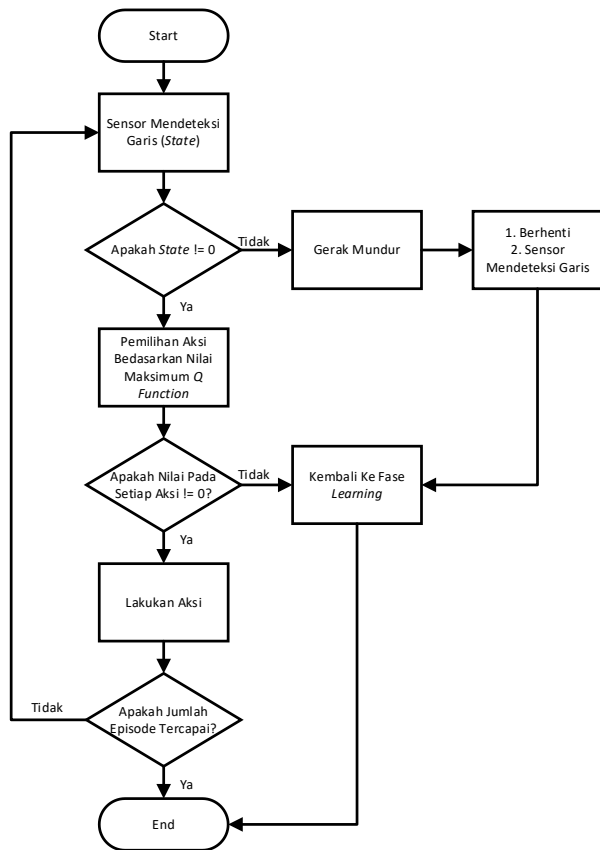 Start
Sensor Mendeteksi
Garis (State)
Apakah State != 0
Tidak
Gerak Mundur
1. Berhenti
2. Sensor
Mendeteksi Garis
Ya
Pemilihan Aksi
Bedasarkan Nilai
Maksimum Q
Function
Apakah Nilai Pada
Setiap Aksi != 0?
Tidak
Kembali Ke Fase
Learning
Ya
Lakukan Aksi
Tidak
Apakah Jumlah
Episode Tercapai?
Ya
End